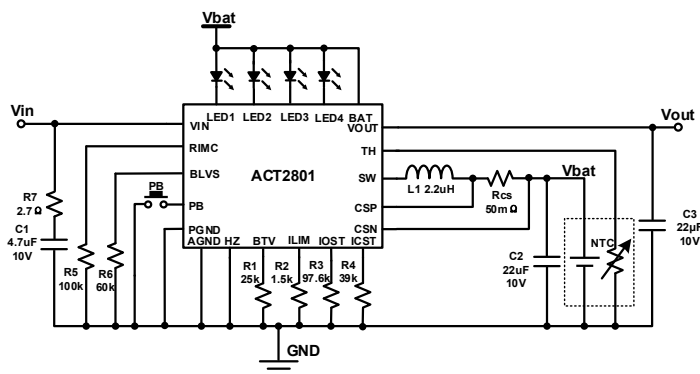 Vbat
LED1 LED2 LED3 LED4 BAT
Vin
VIN
VOUT
Vout
RIMC
TH
BLVS
ACT2801
SW
L1 2.2uH
Rcs
50mΩ
Vbat
PB
PB
CSP
R7
2.7Ω
C1
4.7uF
10V
PGND
CSN
AGND HZ BTV ILIM IOST ICST
C3
22µF
10V
NTC
R5
100k
R6
60k
R1
25k
R2
1.5k
R3
97.6k
R4
39k
C2
22uF
10V
GND